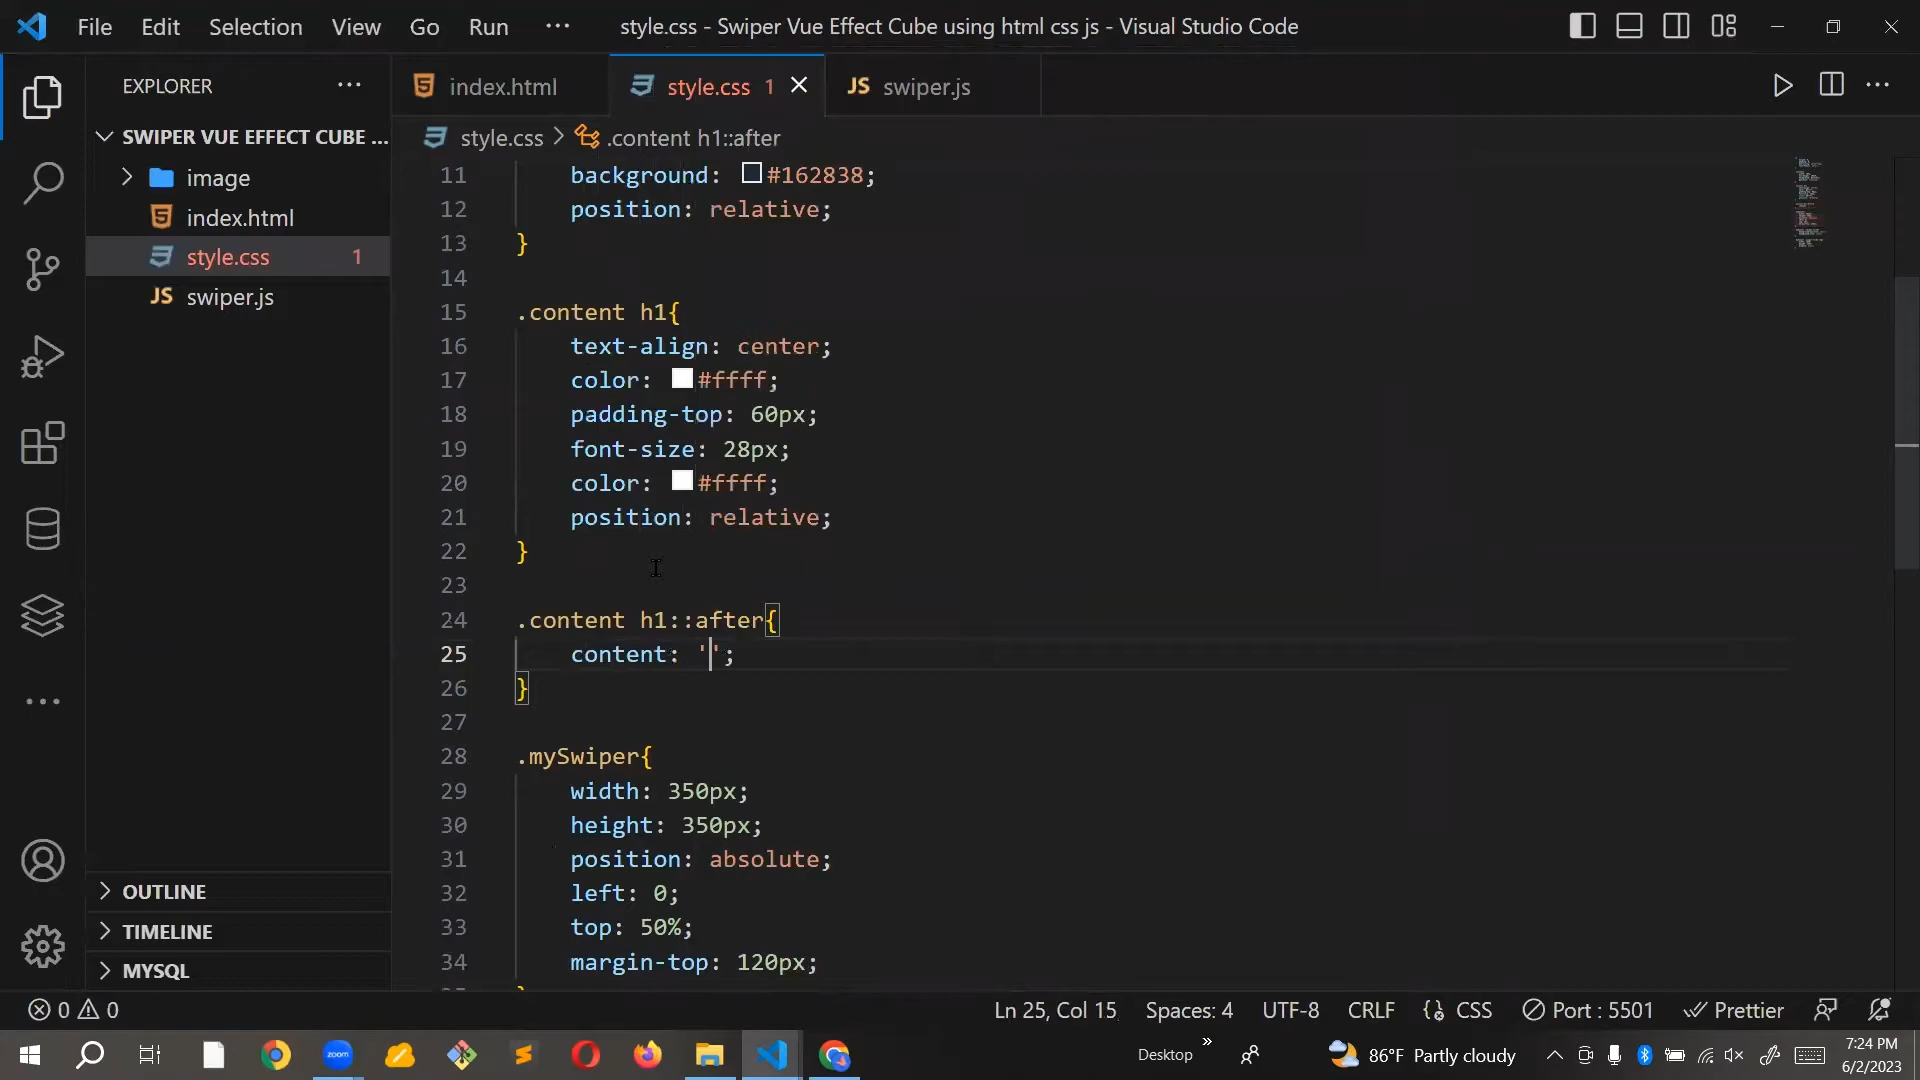 File Edit Selection View Go Run ··· style.css - Swiper Vue Effect Cube using html css js - Visual Studio Code
EXPLORER ···
index.html style.css 1 JS swiper.js
SWIPER VUE EFFECT CUBE ...
image
index.html
style.css 1
JS swiper.js
OUTLINE
TIMELINE
MYSQL
style.css > .content h1::after
11 background: #162838;
12 position: relative;
13 }
14
15 .content h1{
16 text-align: center;
17 color: #ffff;
18 padding-top: 60px;
19 font-size: 28px;
20 color: #ffff;
21 position: relative;
22 }
23
24 .content h1::after{
25 content: '';
26 }
27
28 .mySwiper{
29 width: 350px;
30 height: 350px;
31 position: absolute;
32 left: 0;
33 top: 50%;
34 margin-top: 120px;
0 0 Ln 25, Col 15 Spaces: 4 UTF-8 CRLF {} CSS Port : 5501 Prettier
zoom Desktop 86°F Partly cloudy 7:24 PM
6/2/2023